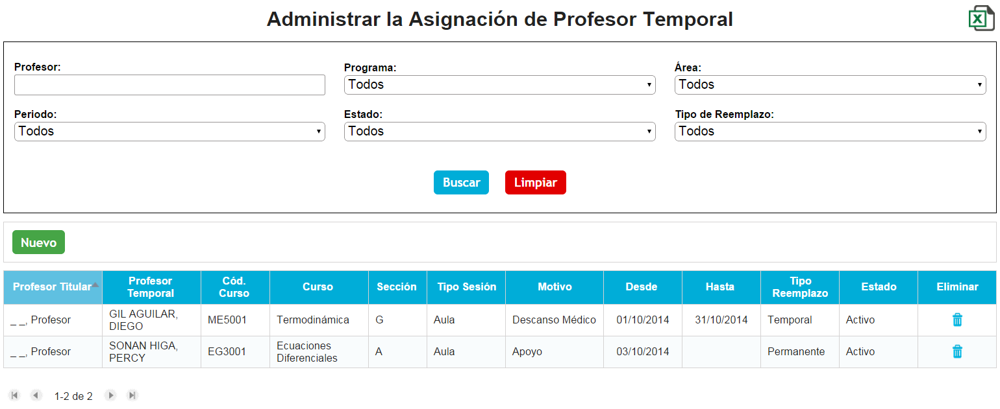 Administrar la Asignación de Profesor Temporal
Profesor:
Programa:
Área:
Todos
Todos
Periodo:
Estado:
Tipo de Reemplazo:
Todos
Todos
Todos
Buscar
Limpiar
Nuevo
Profesor Titular
Profesor
Temporal
Cód.
Curso
Curso
Sección
Tipo Sesión
Motivo
Desde
Hasta
Tipo
Reemplazo
Estado
Eliminar
_ _, Profesor
GIL AGUILAR,
DIEGO
ME5001
Termodinámica
G
Aula
Descanso Médico
01/10/2014
31/10/2014
Temporal
Activo
_ _, Profesor
SONAN HIGA,
PERCY
EG3001
Ecuaciones
Diferenciales
A
Aula
Apoyo
03/10/2014
Permanente
Activo
1-2 de 2